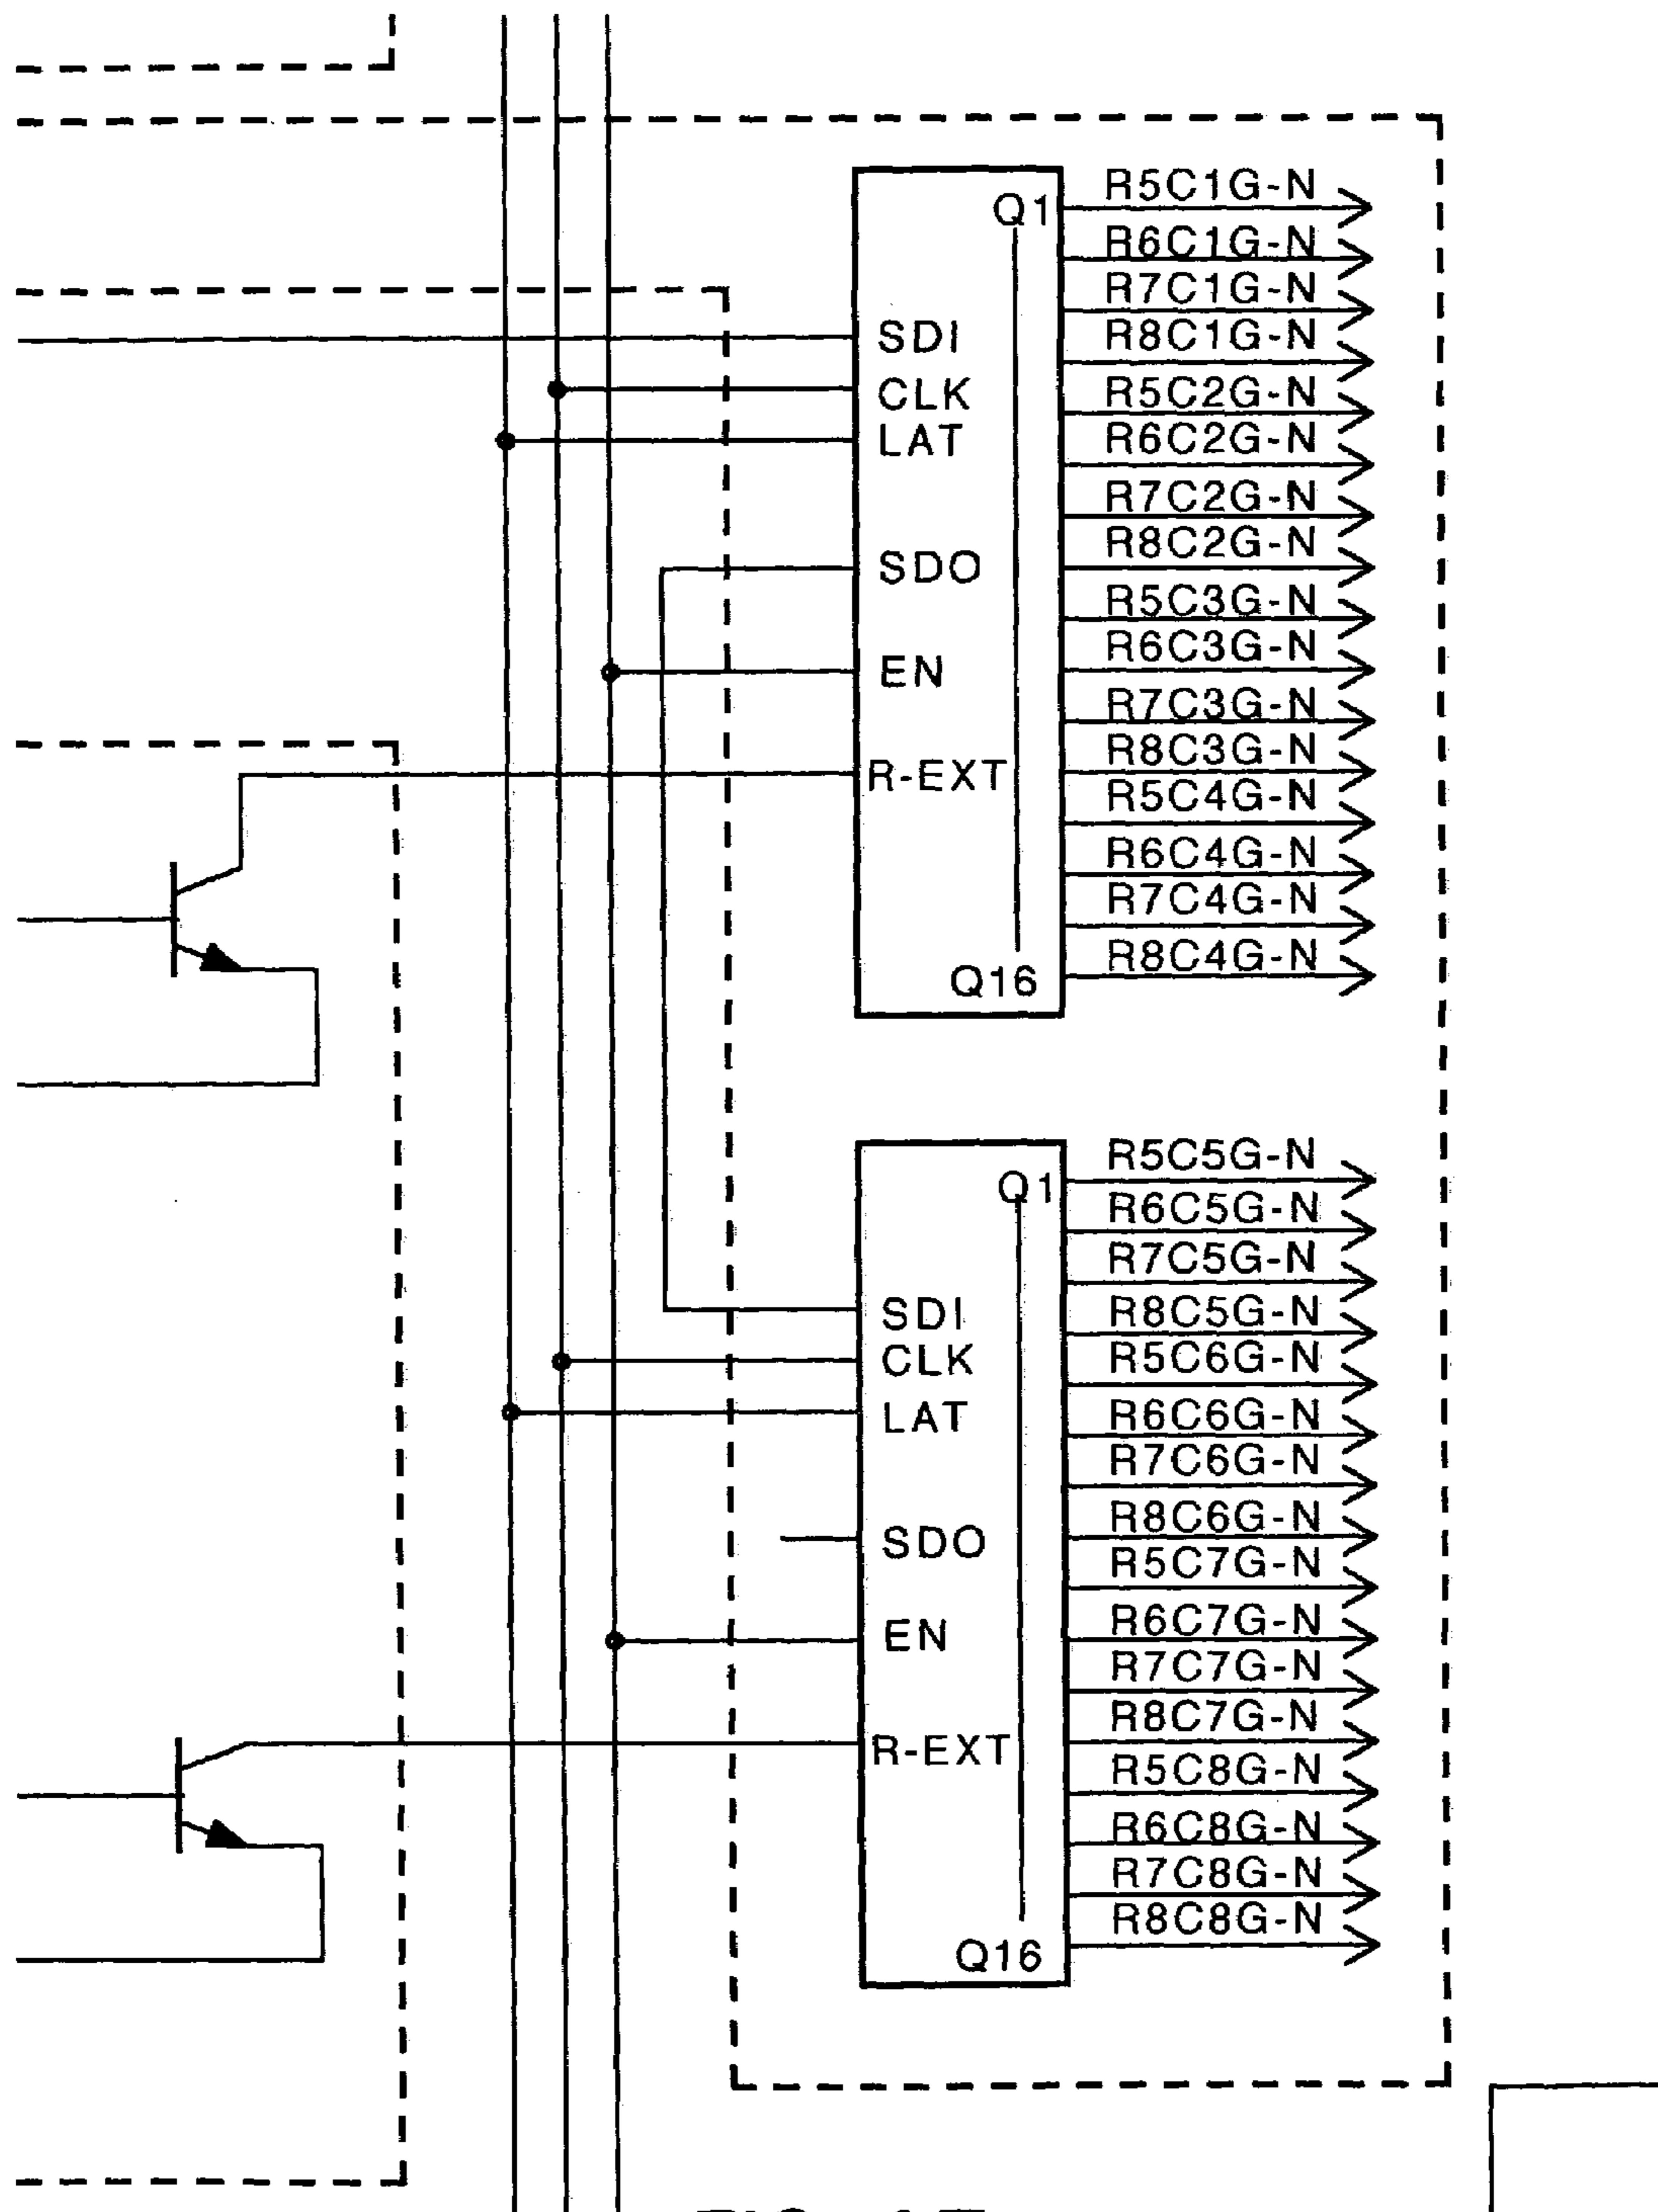 Q1
R5C1G-N
R6C1G-N
R7C1G-N
R8C1G-N
R5C2G-N
R6C2G-N
R7C2G-N
R8C2G-N
R5C3G-N
R6C3G-N
R7C3G-N
R8C3G-N
R5C4G-N
R6C4G-N
R7C4G-N
R8C4G-N
SDI
CLK
LAT
SDO
EN
R-EXT
Q16
Q1
R5C5G-N
R6C5G-N
R7C5G-N
R8C5G-N
R5C6G-N
R6C6G-N
R7C6G-N
R8C6G-N
R5C7G-N
R6C7G-N
R7C7G-N
R8C7G-N
R5C8G-N
R6C8G-N
R7C8G-N
R8C8G-N
SDI
CLK
LAT
SDO
EN
R-EXT
Q16